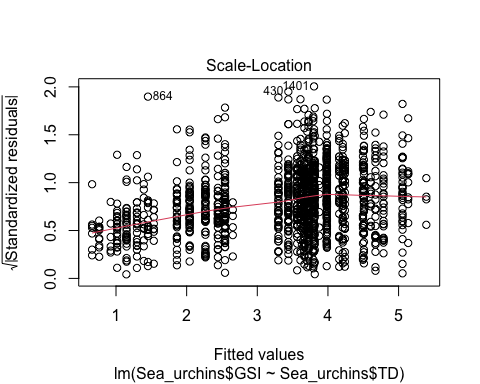 Scale-Location
√|Standardized residuals|
2.0
1.5
1.0
0.5
0.0
864
430
1401
1 2 3 4 5
Fitted values
lm(Sea_urchins$GSI ~ Sea_urchins$TD)